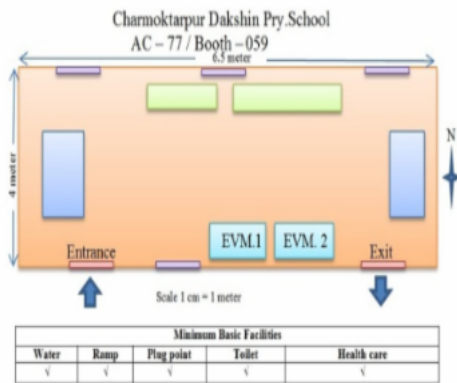 Charmoktarpur Dakshin Pry.School
AC – 77 / Booth –059
6.5 meter
4 meter
N
EVM.1 EVM. 2
Entrance Exit
Scale 1 cm = 1 meter
Minimum Basic Facilities
Water Ramp Plug point Toilet Health care
√ √ √ √ √